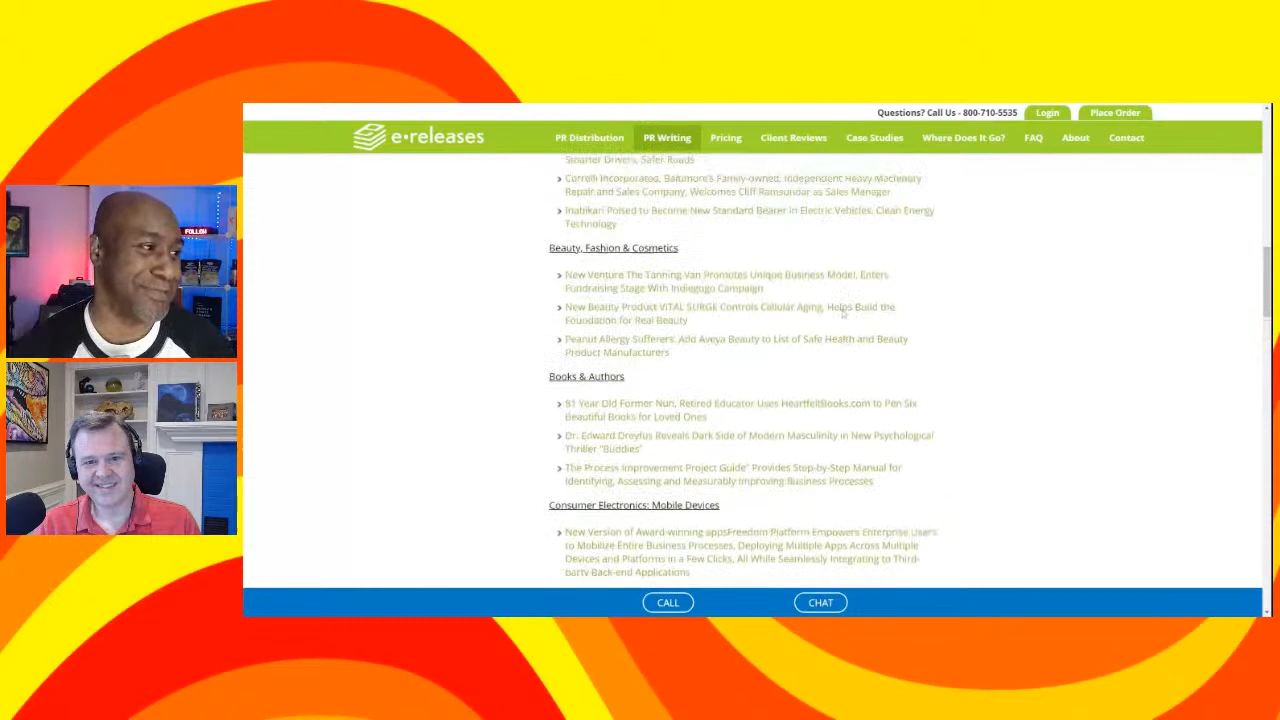 FOLLOW
Questions? Call Us - 800-710-5535
Login
Place Order
e•releases
PR Distribution
PR Writing
Pricing
Client Reviews
Case Studies
Where Does It Go?
FAQ
About
Contact
Smarter Drivers, Safer Roads
Correlli Incorporated, Baltimore's Family-owned, Independent Heavy Machinery
Repair and Sales Company, Welcomes Cliff Ramsundar as Sales Manager
Inabikari Poised to Become New Standard Bearer in Electric Vehicles, Clean Energy
Technology
Beauty, Fashion & Cosmetics
New Venture The Tanning Van Promotes Unique Business Model, Enters
Fundraising Stage With Indiegogo Campaign
New Beauty Product VITAL SURGE Controls Cellular Aging, Helps Build the
Foundation for Real Beauty
Peanut Allergy Sufferers: Add Aveya Beauty to List of Safe Health and Beauty
Product Manufacturers
Books & Authors
81 Year Old Former Nun, Retired Educator Uses HeartfeltBooks.com to Pen Six
Beautiful Books for Loved Ones
Dr. Edward Dreyfus Reveals Dark Side of Modern Masculinity in New Psychological
Thriller "Buddies"
The Process Improvement Project Guide" Provides Step-by-Step Manual for
Identifying, Assessing and Measurably Improving Business Processes
Consumer Electronics: Mobile Devices
New Version of Award-winning appsFreedom Platform Empowers Enterprise Users
to Mobilize Entire Business Processes, Deploying Multiple Apps Across Multiple
Devices and Platforms in a Few Clicks, All While Seamlessly Integrating to Third-
party Back-end Applications
CALL
CHAT